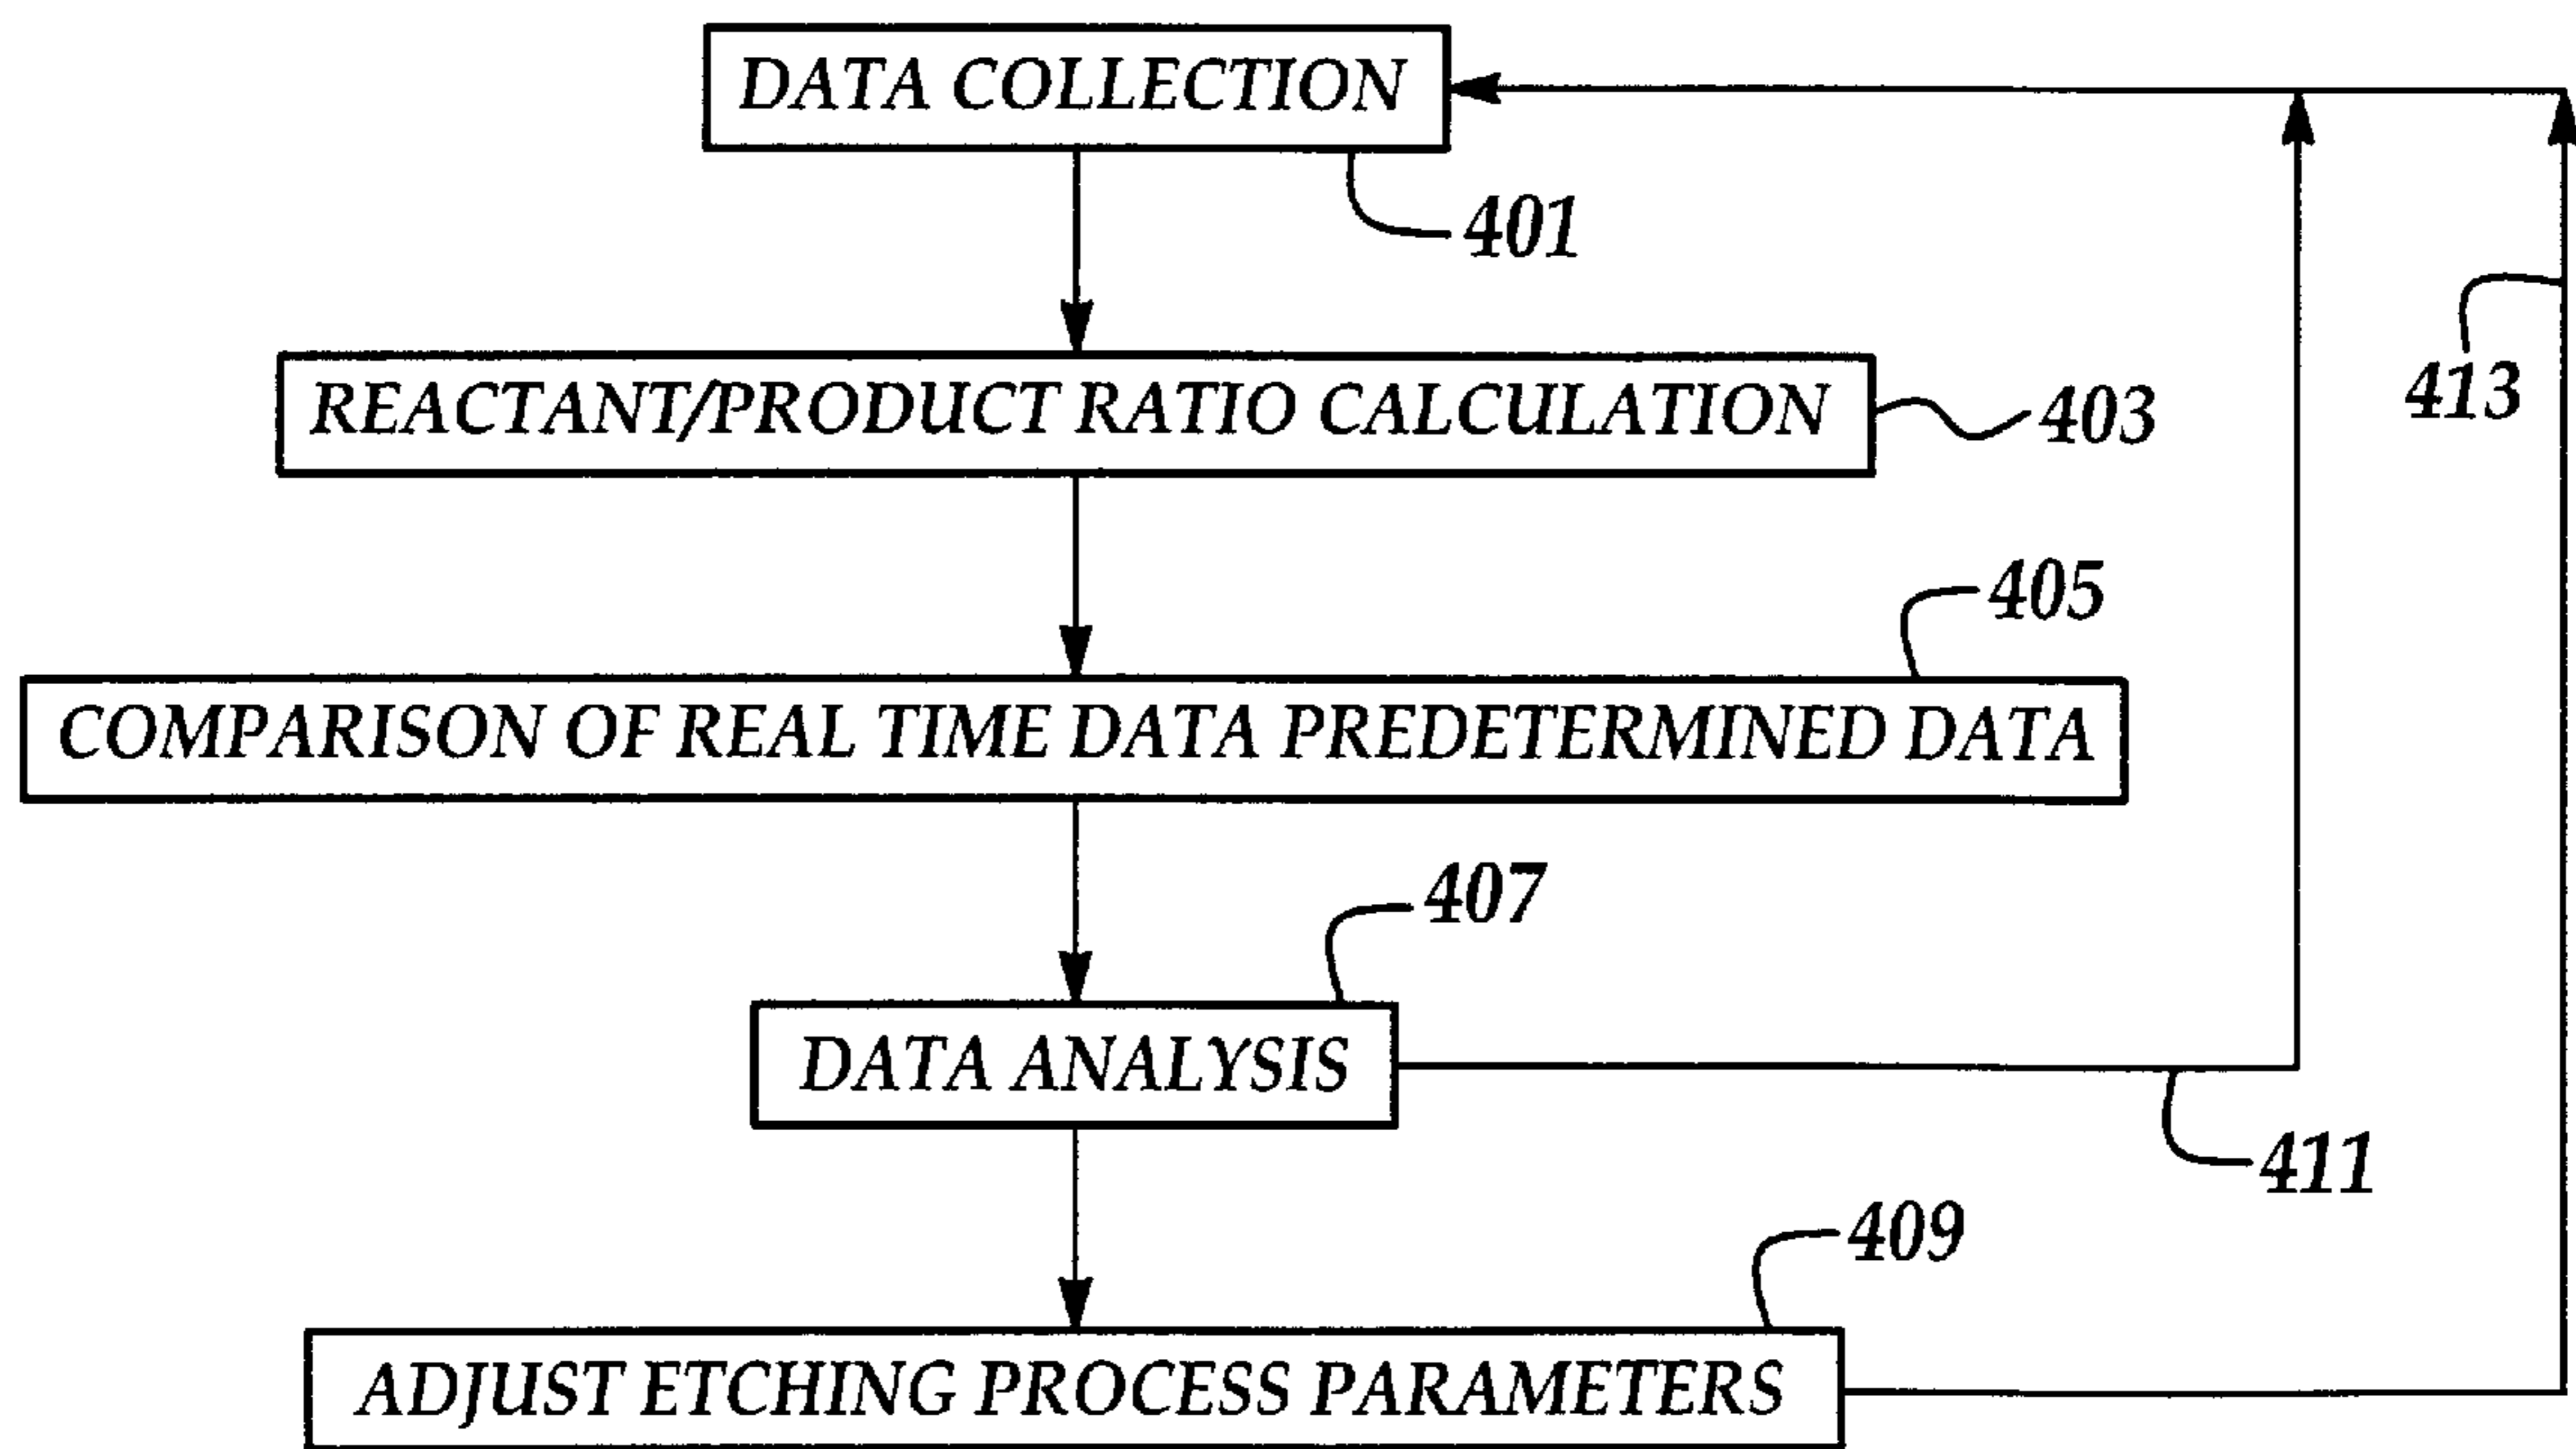 DATA COLLECTION
401
REACTANT/PRODUCT RATIO CALCULATION
403
413
405
COMPARISON OF REAL TIME DATA PREDETERMINED DATA
407
DATA ANALYSIS
411
409
ADJUST ETCHING PROCESS PARAMETERS